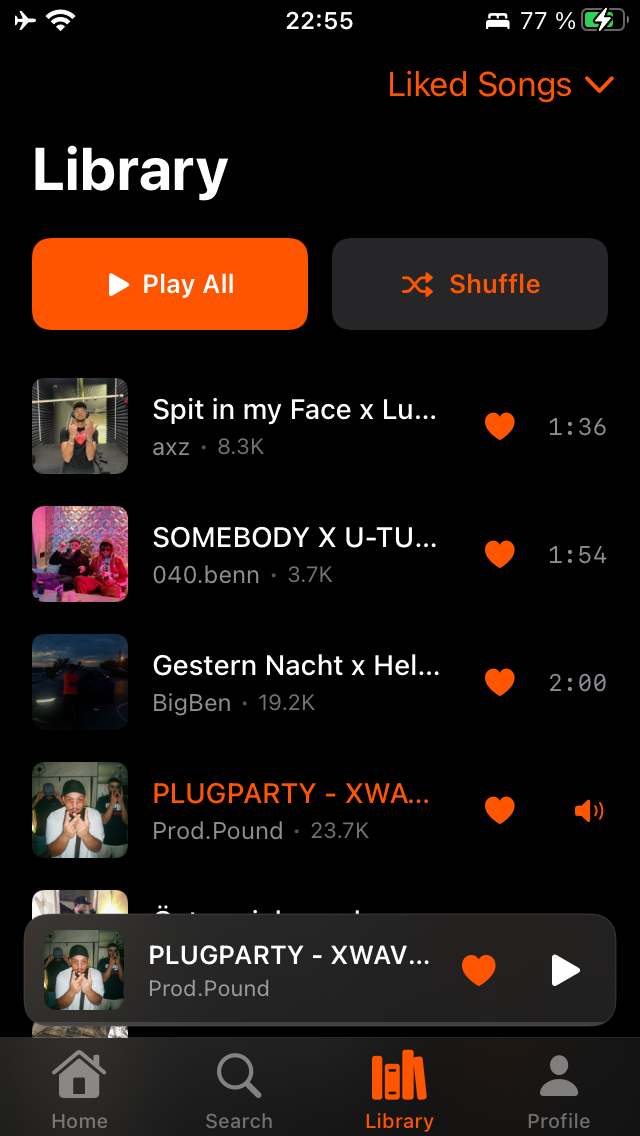 22:55
77 %
Liked Songs
Library
Play All
Shuffle
Spit in my Face x Lu...
1:36
axz · 8.3K
SOMEBODY X U-TU...
1:54
040.benn · 3.7K
Gestern Nacht x Hel...
2:00
BigBen · 19.2K
PLUGPARTY - XWA...
Prod.Pound · 23.7K
PLUGPARTY - XWAV...
Prod.Pound
Home
Search
Library
Profile